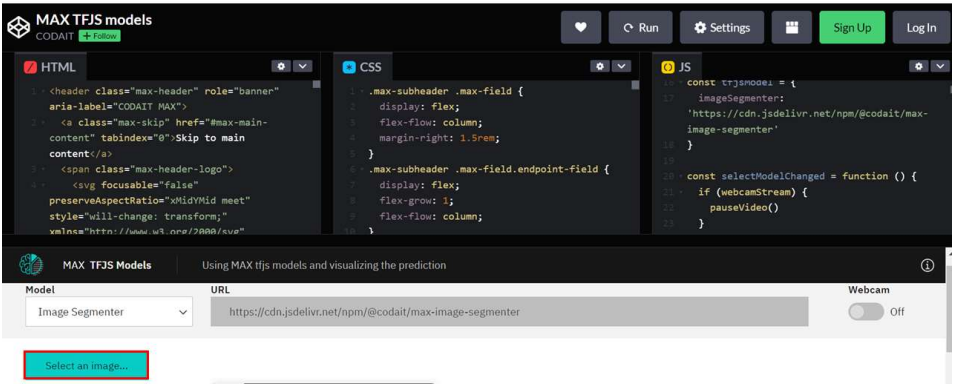 MAX TFJS models
CODAIT + Follow
Run
Settings
Sign Up
Log In
HTML
1 <header class="max-header" role="banner"
aria-label="CODAIT MAX">
2 <a class="max-skip" href="#max-main-
content" tabindex="0">Skip to main
content</a>
3 <span class="max-header-logo">
4 <svg focusable="false"
preserveAspectRatio="xMidYMid meet"
style="will-change: transform;"
xmlns="http://www.w3.org/2000/svg"
CSS
1 .max-subheader .max-field {
2 display: flex;
3 flex-flow: column;
4 margin-right: 1.5rem;
5 }
6 .max-subheader .max-field.endpoint-field {
7 display: flex;
8 flex-grow: 1;
9 flex-flow: column;
10 }
JS
16 const tfjsModel = {
17 imageSegmenter:
'https://cdn.jsdelivr.net/npm/@codait/max-
image-segmenter'
18 }
19
20 const selectModelChanged = function () {
21 if (webcamStream) {
22 pauseVideo()
23 }
MAX TFJS Models
Using MAX tfjs models and visualizing the prediction
Model
URL
Webcam
Image Segmenter
https://cdn.jsdelivr.net/npm/@codait/max-image-segmenter
Off
Select an image...